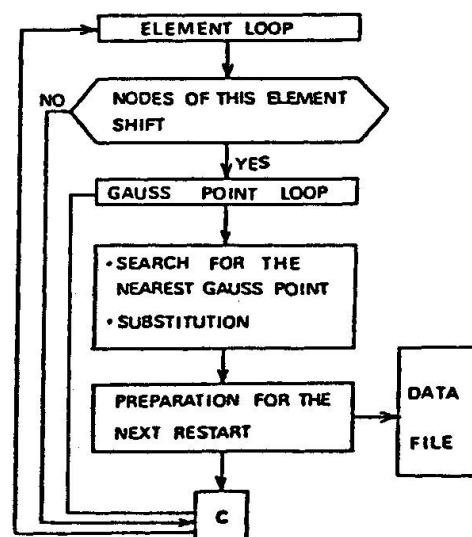 ELEMENT LOOP
NODES OF THIS ELEMENT
SHIFT
NO
YES
GAUSS POINT LOOP
• SEARCH FOR THE
NEAREST GAUSS POINT
• SUBSTITUTION
PREPARATION FOR THE
NEXT RESTART
DATA
FILE
C